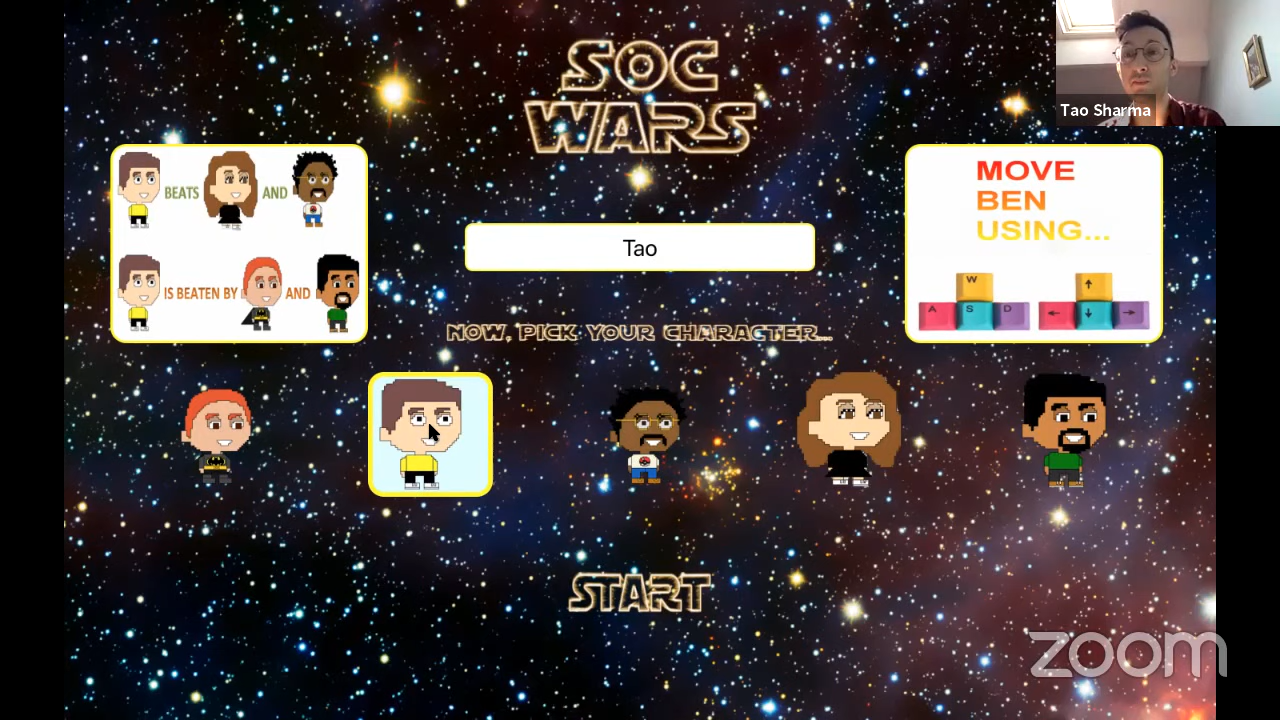 SOC
WARS
Tao Sharma
BEATS AND
IS BEATEN BY AND
Tao
MOVE
BEN
USING...
W
A S D
↑
← ↓ →
NOW, PICK YOUR CHARACTER...
START
zoom